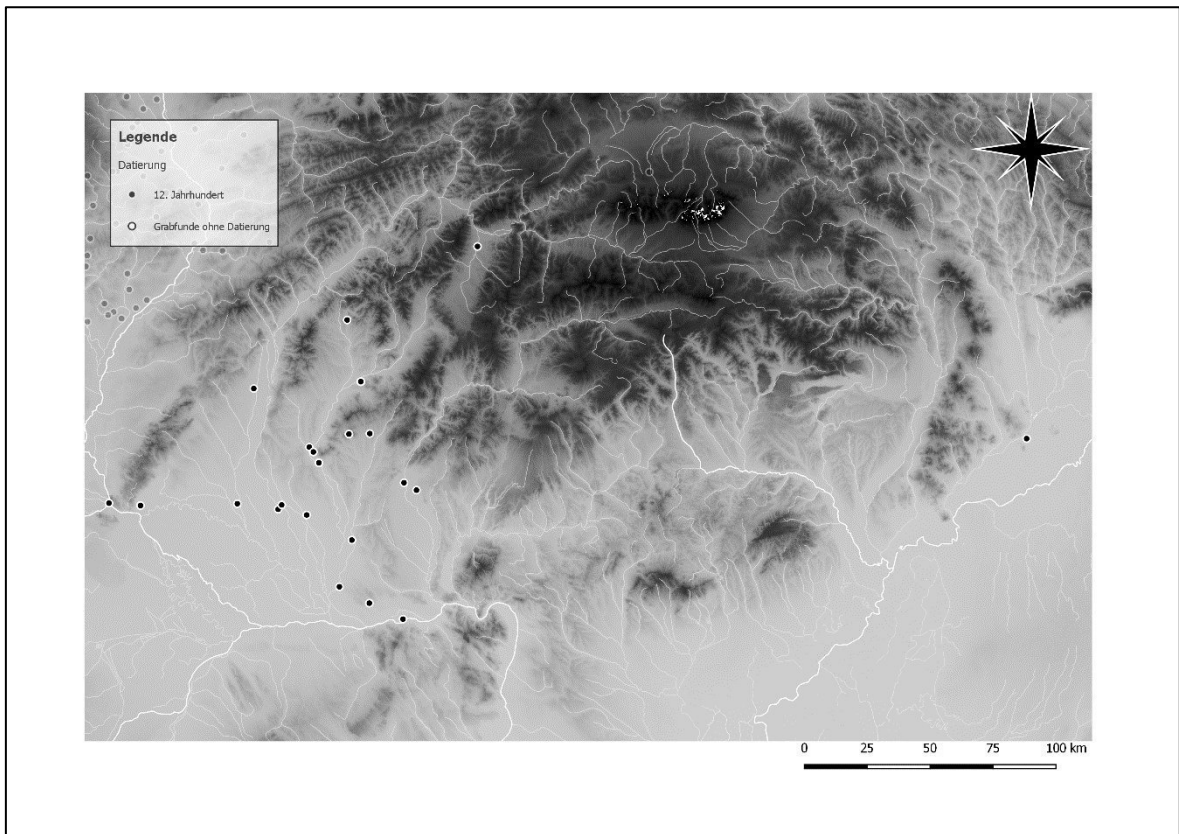 Legende
Datierung
12. Jahrhundert
Grabfunde ohne Datierung
0 25 50 75 100 km